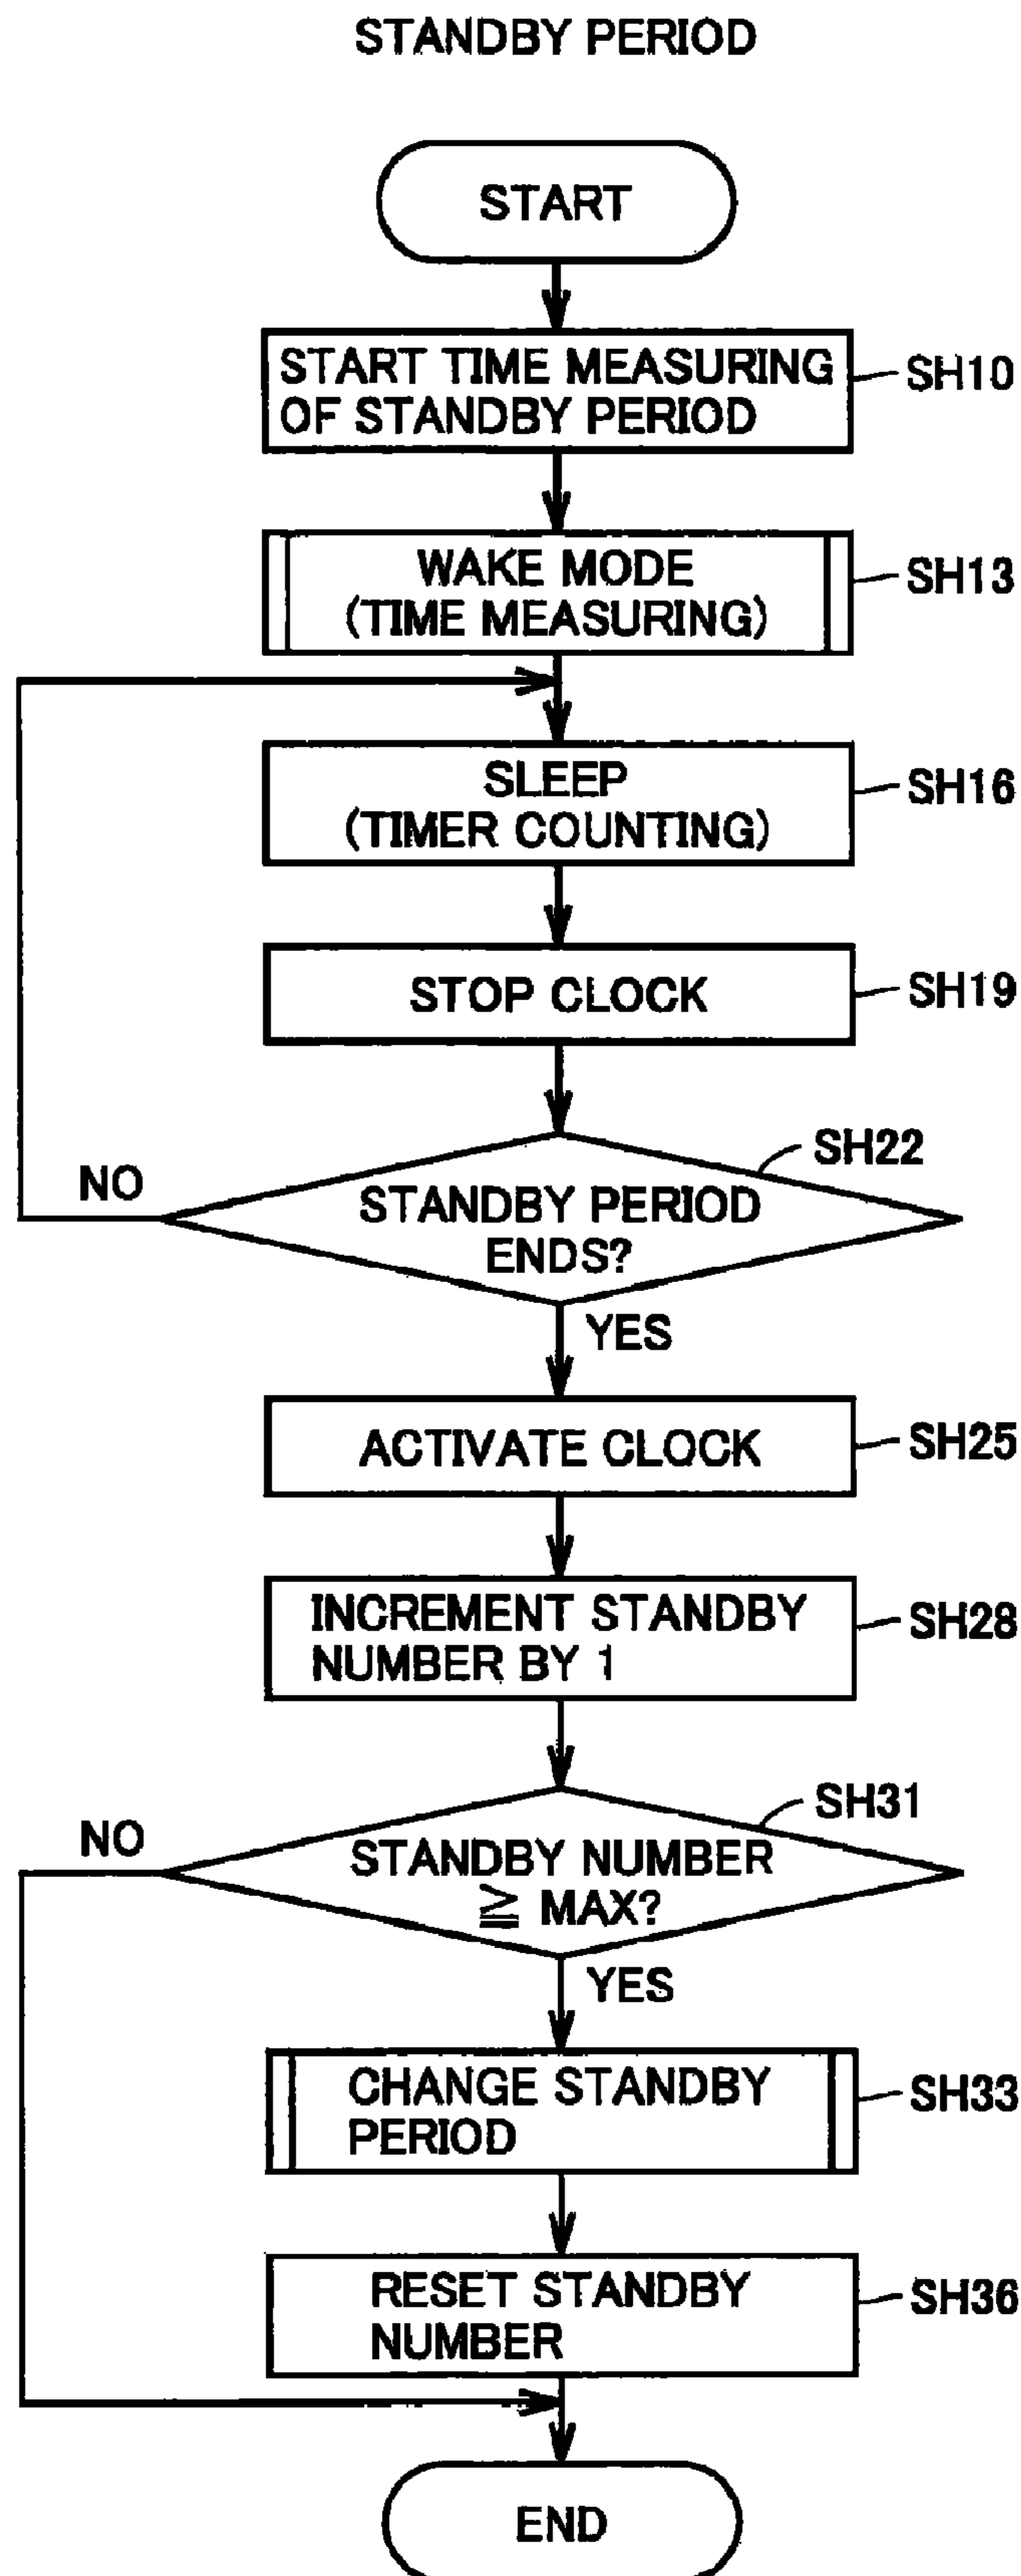 STANDBY PERIOD
START
START TIME MEASURING
OF STANDBY PERIOD
SH10
WAKE MODE
(TIME MEASURING)
SH13
SLEEP
(TIMER COUNTING)
SH16
STOP CLOCK
SH19
SH22
NO
STANDBY PERIOD
ENDS?
YES
ACTIVATE CLOCK
SH25
INCREMENT STANDBY
NUMBER BY 1
SH28
SH31
NO
STANDBY NUMBER
≧ MAX?
YES
CHANGE STANDBY
PERIOD
SH33
RESET STANDBY
NUMBER
SH36
END